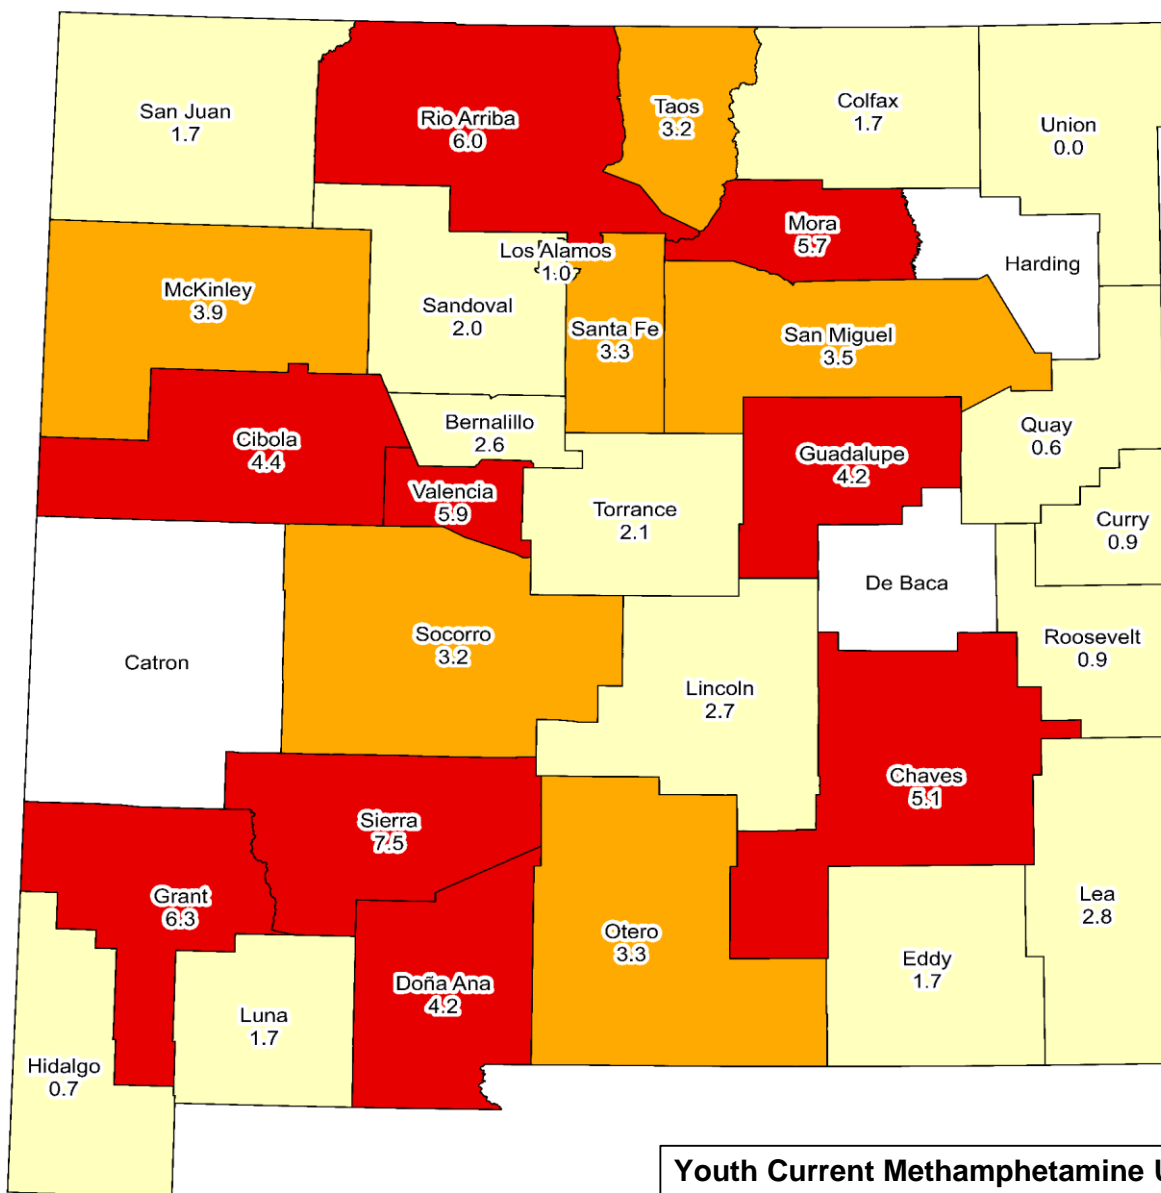 San Juan
1.7
Rio Arriba
6.0
Taos
3.2
Colfax
1.7
Union
0.0
Mora
5.7
Harding
Los Alamos
1.0
McKinley
3.9
Sandoval
2.0
Santa Fe
3.3
San Miguel
3.5
Bernalillo
2.6
Cibola
4.4
Quay
0.6
Guadalupe
4.2
Valencia
5.9
Torrance
2.1
Curry
0.9
De Baca
Socorro
3.2
Roosevelt
0.9
Catron
Lincoln
2.7
Chaves
5.1
Sierra
7.5
Grant
6.3
Lea
2.8
Otero
3.3
Eddy
1.7
Doña Ana
4.2
Luna
1.7
Hidalgo
0.7
Youth Current Methamphetamine U